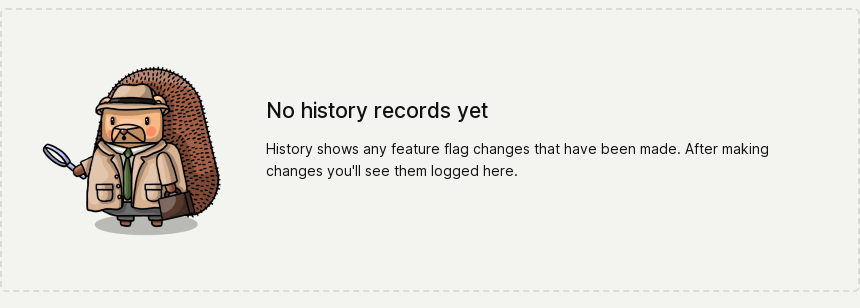 No history records yet
History shows any feature flag changes that have been made. After making
changes you'll see them logged here.